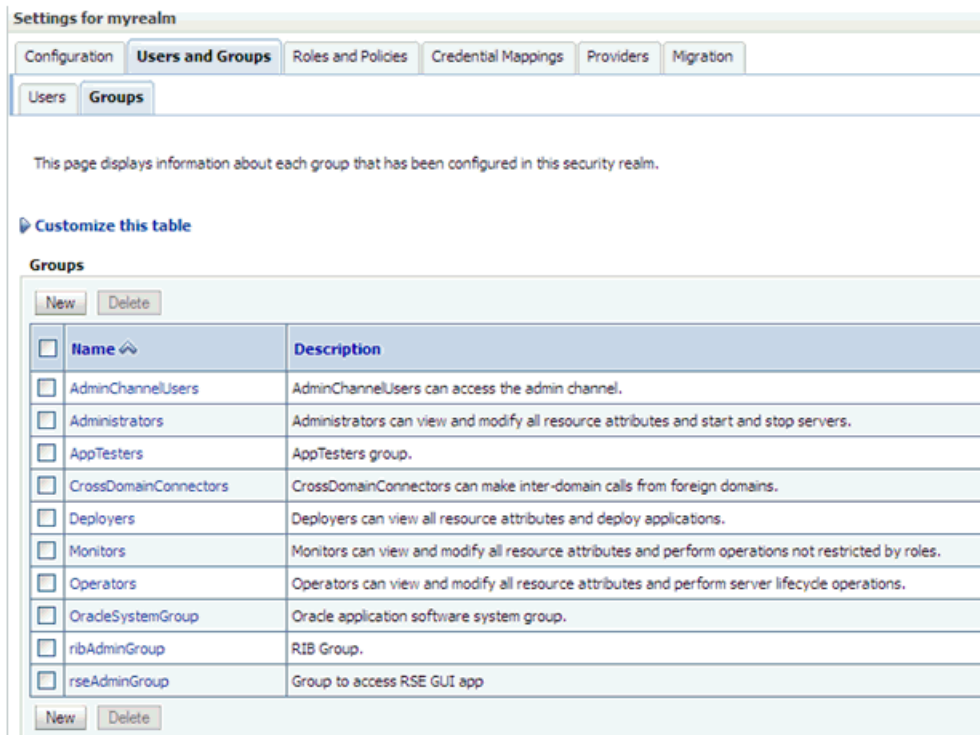 Settings for myrealm
Configuration Users and Groups Roles and Policies Credential Mappings Providers Migration
Users Groups
This page displays information about each group that has been configured in this security realm.
Customize this table
Groups
New Delete
Name Description
AdminChannelUsers AdminChannelUsers can access the admin channel.
Administrators Administrators can view and modify all resource attributes and start and stop servers.
AppTesters AppTesters group.
CrossDomainConnectors CrossDomainConnectors can make inter-domain calls from foreign domains.
Deployers Deployers can view all resource attributes and deploy applications.
Monitors Monitors can view and modify all resource attributes and perform operations not restricted by roles.
Operators Operators can view and modify all resource attributes and perform server lifecycle operations.
OracleSystemGroup Oracle application software system group.
ribAdminGroup RIB Group.
rseAdminGroup Group to access RSE GUI app
New Delete